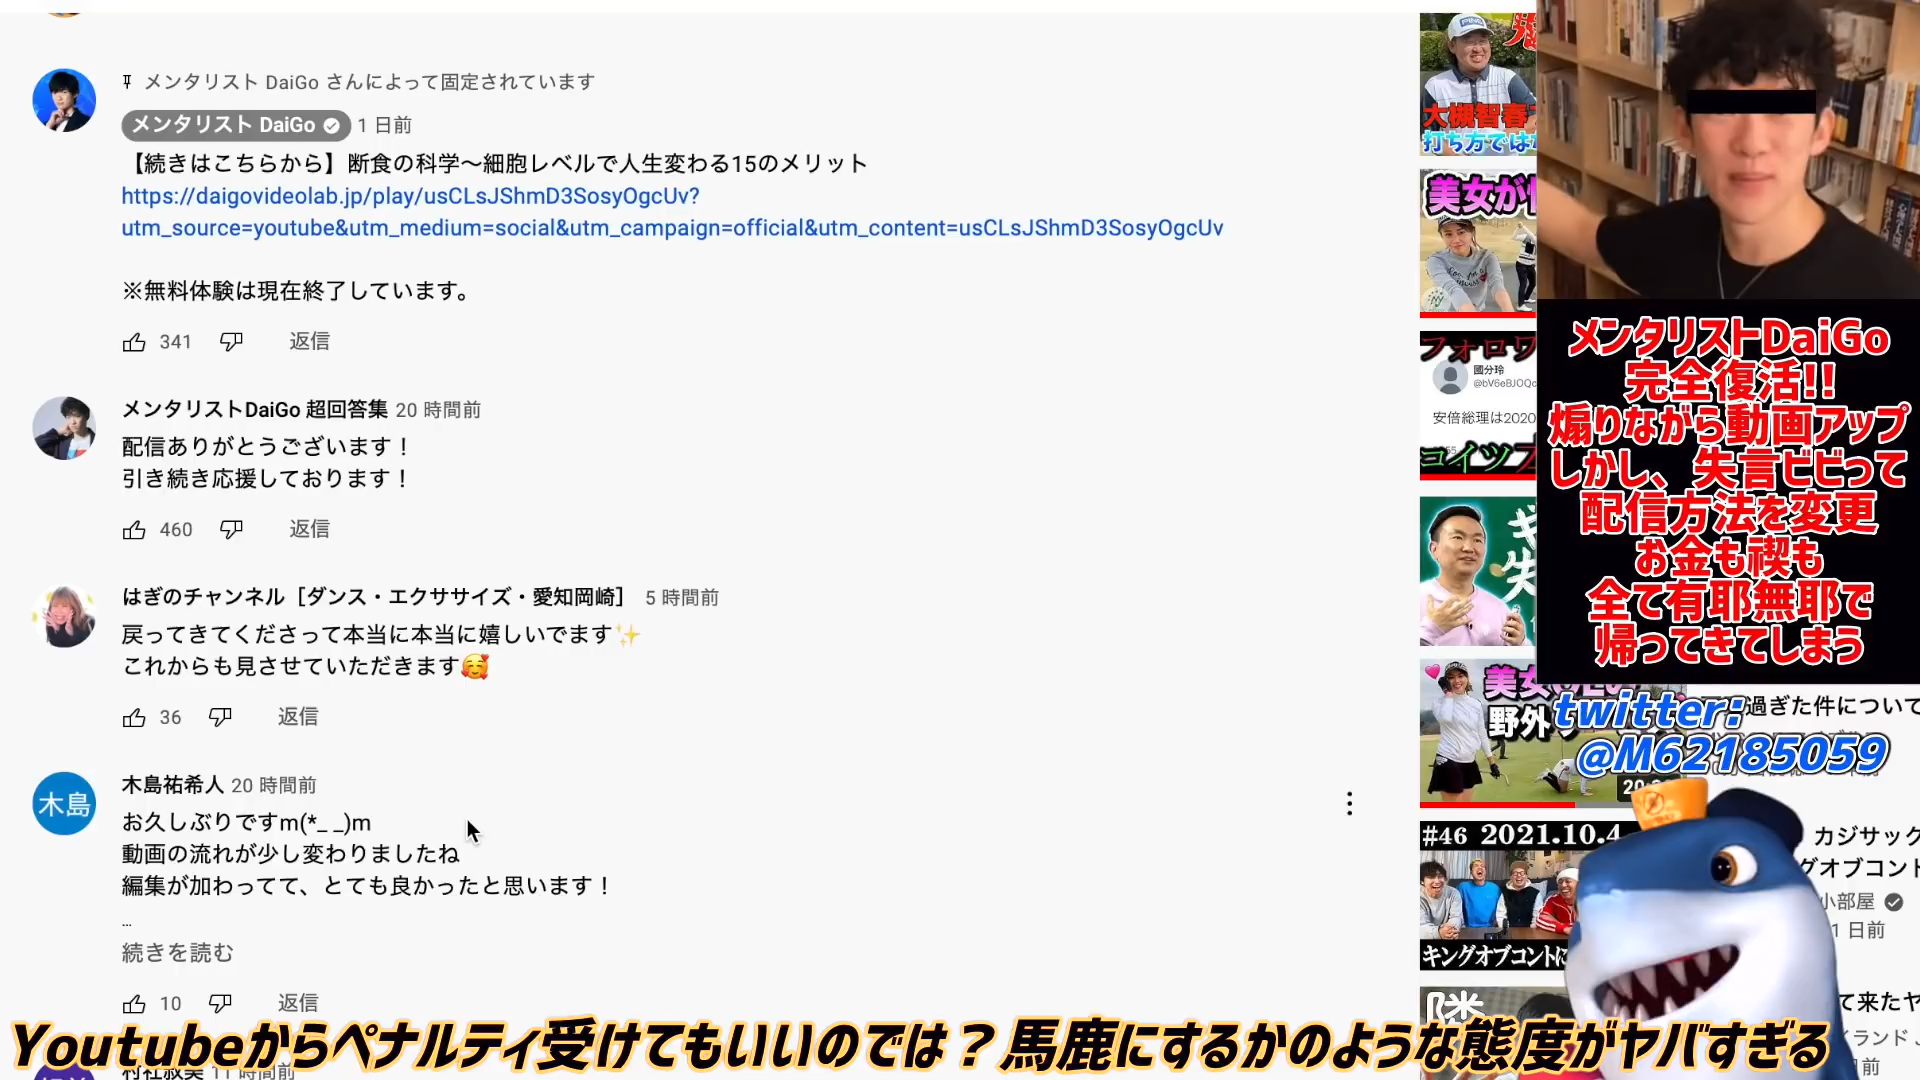 メンタリスト DaiGo さんによって固定されています
メンタリスト DaiGo 1 日前
【続きはこちらから】断食の科学〜細胞レベルで人生変わる15のメリット
https://daigovideolab.jp/play/usCLsJShmD3SosyOgcUv?
utm_source=youtube&utm_medium=social&utm_campaign=official&utm_content=usCLsJShmD3SosyOgcUv
※無料体験は現在終了しています。
341 返信
メンタリストDaiGo 超回答集 20 時間前
配信ありがとうございます！
引き続き応援しております！
460 返信
はぎのチャンネル［ダンス・エクササイズ・愛知岡崎］ 5 時間前
戻ってきてくださって本当に本当に嬉しいでます✨
これからも見させていただきます🥰
36 返信
木島
木島祐希人 20 時間前
お久しぶりですm(*_ _)m
動画の流れが少し変わりましたね
編集が加わってて、とても良かったと思います！
...
続きを読む
10 返信
11 時間前
PING
大槻智春
打ち方では
美女が
フォロワ
國分玲
@bV6eBJOQc
安倍総理は2020
コイツ
美女
野外
#46 2021.10.4
キングオブコントに
メンタリストDaiGo
完全復活!!
煽りながら動画アップ
しかし、失言ビビって
配信方法を変更
お金も禊も
全て有耶無耶で
帰ってきてしまう
過ぎた件について
twitter:
@M62185059
カジサック
グオブコント
小部屋
1 日前
て来たヤ
イランド
Youtubeからペナルティ受けてもいいのでは？馬鹿にするかのような態度がヤバすぎる